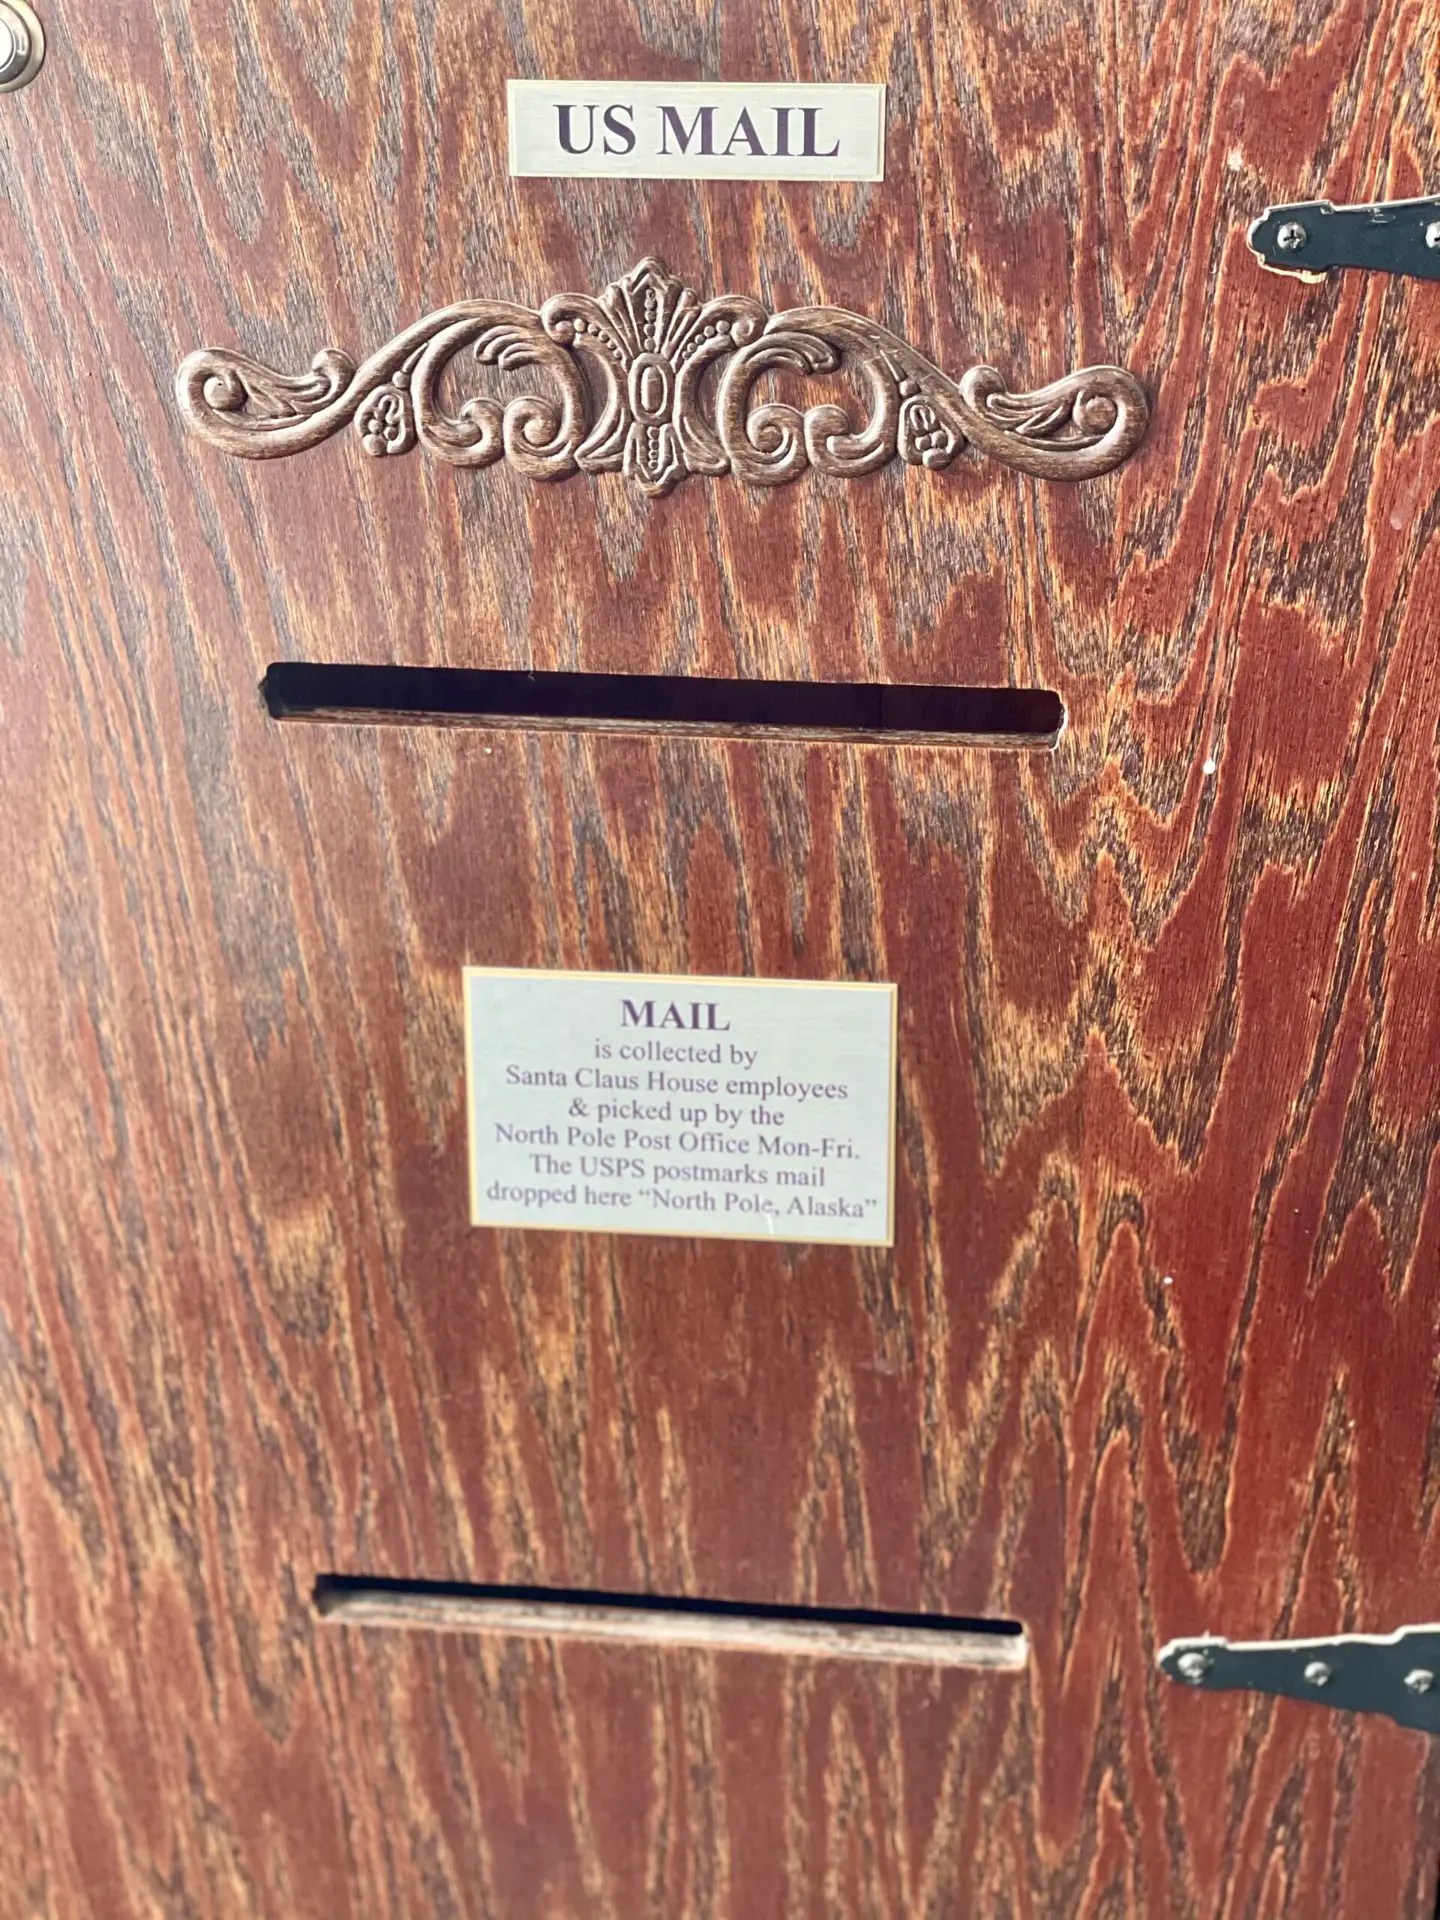 US MAIL
MAIL
is collected by
Santa Claus House employees
& picked up by the
North Pole Post Office Mon-Fri.
The USPS postmarks mail
dropped here “North Pole, Alaska”